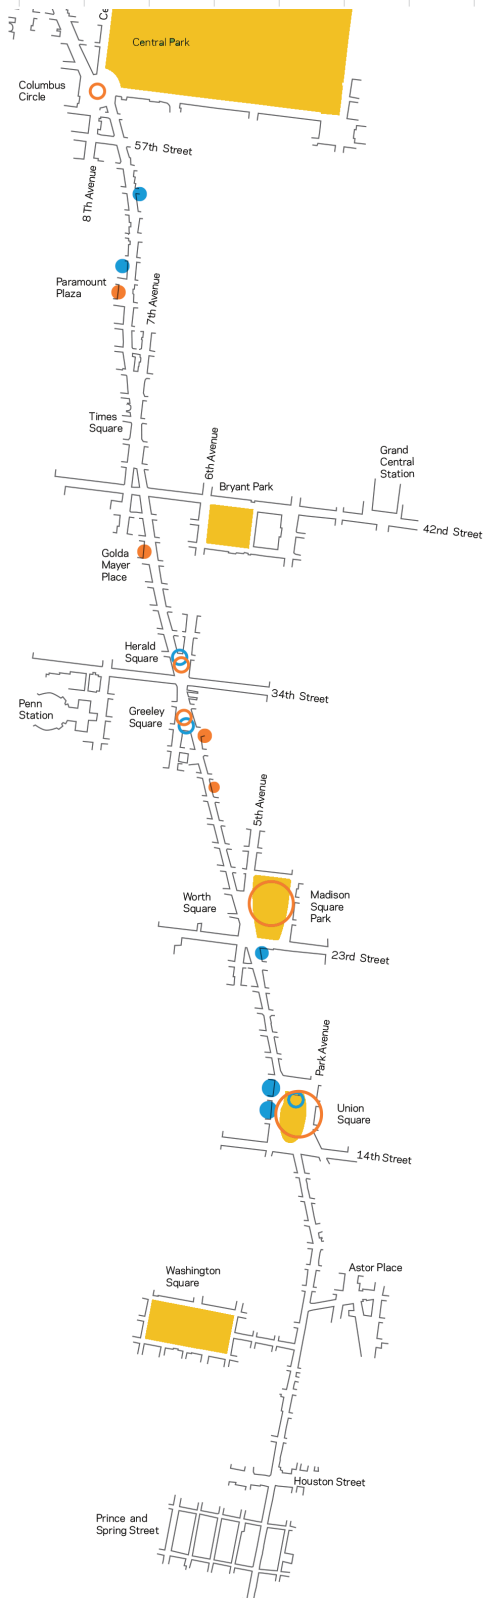 Ce
Central Park
Columbus
Circle
57th Street
8 Th Avenue
Paramount
Plaza
7th Avenue
Times
Square
6th Avenue
Grand
Central
Station
Bryant Park
42nd Street
Golda
Mayer
Place
Herald
Square
34th Street
Penn
Station
Greeley
Square
5th Avenue
Worth
Square
Madison
Square
Park
23rd Street
Park Avenue
Union
Square
14th Street
Washington
Square
Astor Place
Houston Street
Prince and
Spring Street